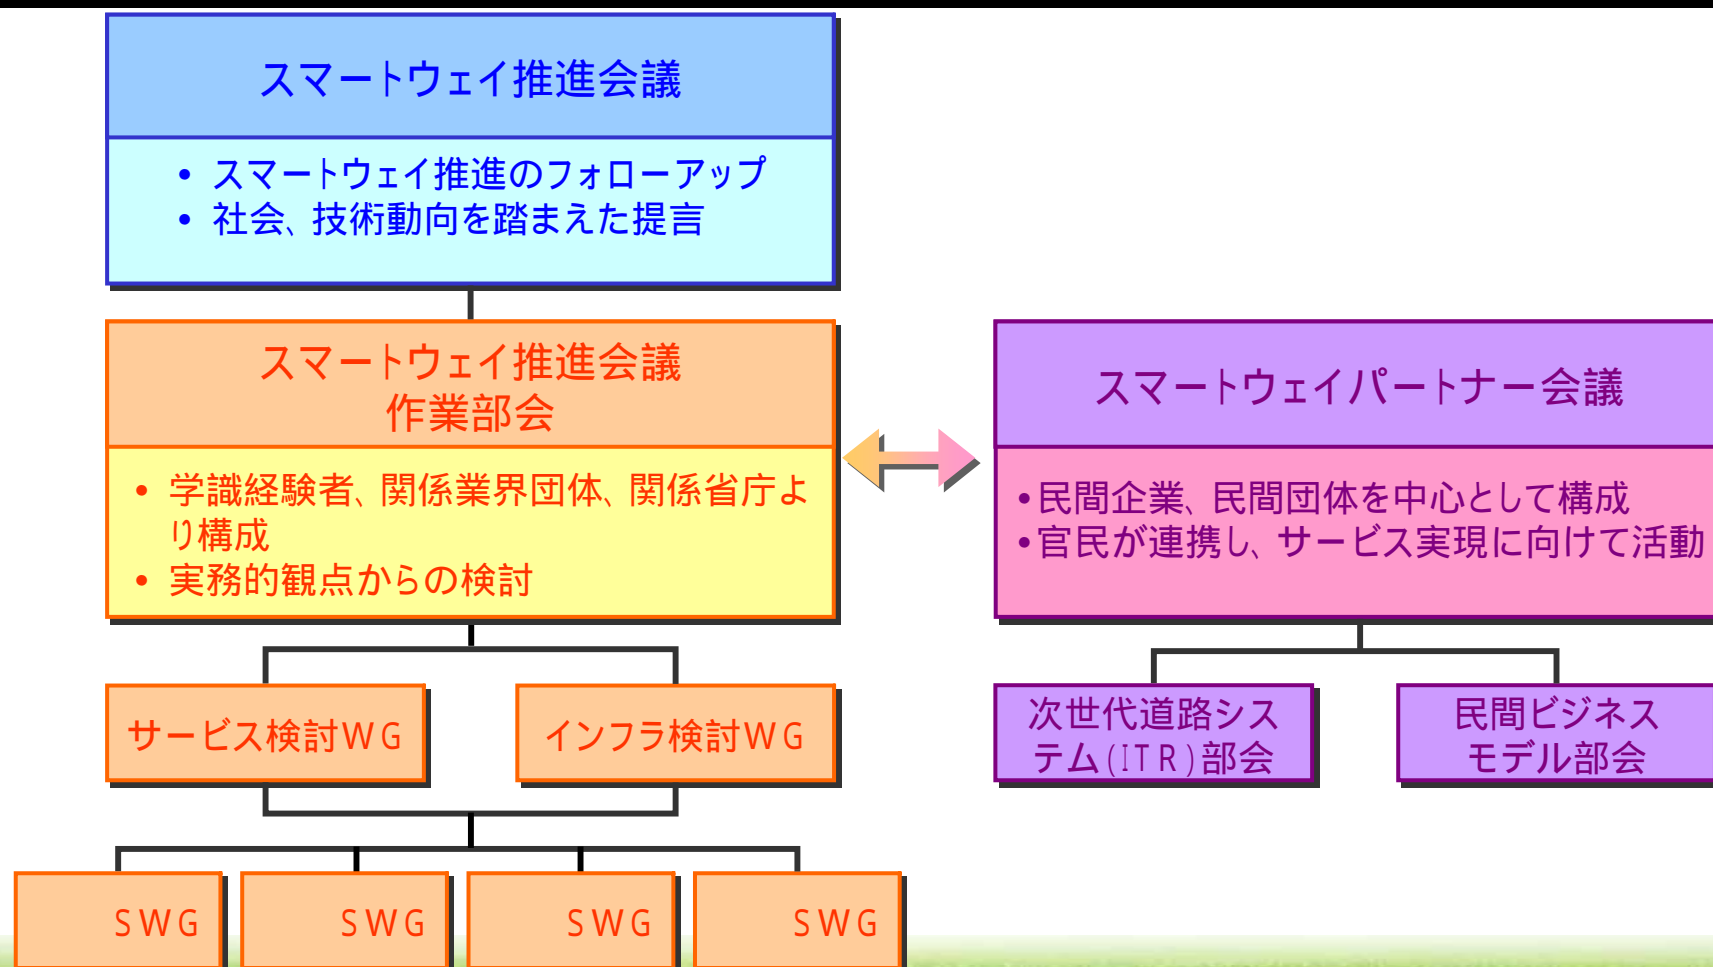 スマートウェイ推進会議
• スマートウェイ推進のフォローアップ
• 社会、技術動向を踏まえた提言
スマートウェイ推進会議
作業部会
• 学識経験者、関係業界団体、関係省庁よ
り構成
• 実務的観点からの検討
スマートウェイパートナー会議
•民間企業、民間団体を中心として構成
•官民が連携し、サービス実現に向けて活動
サービス検討WG
インフラ検討WG
次世代道路シス
テム(ITR)部会
民間ビジネス
モデル部会
SWG
SWG
SWG
SWG